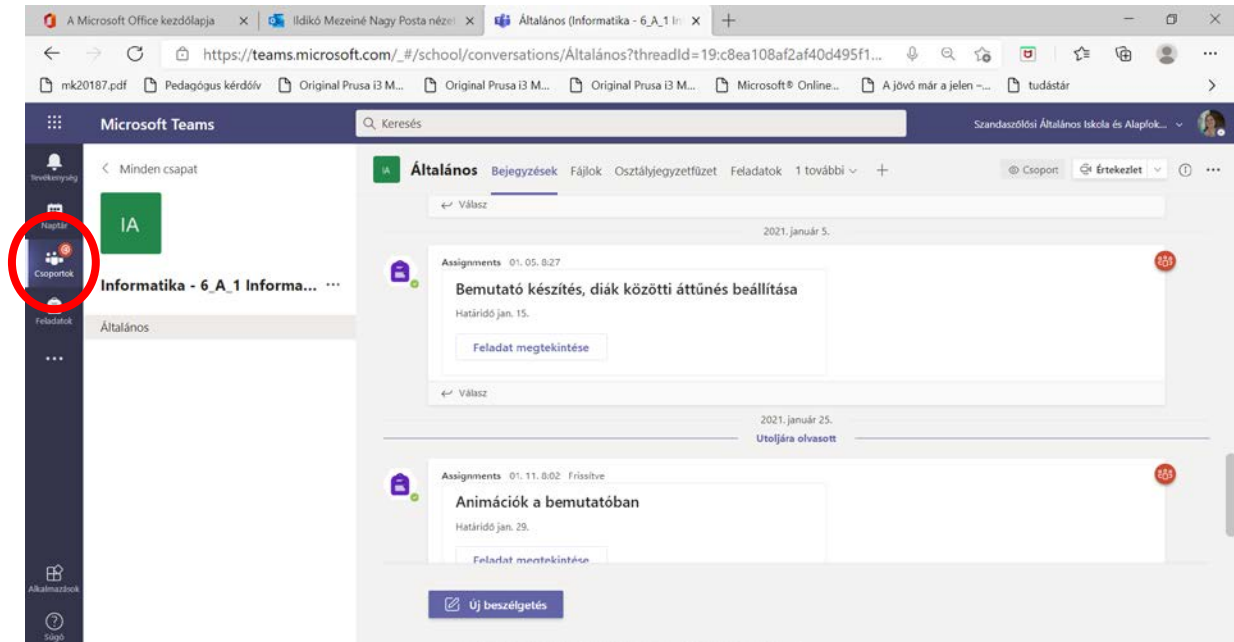 A Microsoft Office kezdőlapja
Ildikó Mezeiné Nagy Posta nézet
Általános (Informatika - 6_A_1 In
https://teams.microsoft.com/_#/school/conversations/Általános?threadId=19:c8ea108af2af40d495f1...
mk20187.pdf
Pedagógus kérdőív
Original Prusa i3 M...
Original Prusa i3 M...
Original Prusa i3 M...
Microsoft® Online...
A jövő már a jelen –...
tudástár
Microsoft Teams
Keresés
Szandaszőlősi Általános Iskola és Alapfok...
Tevékenység
Naptár
Csoportok
Feladatok
Alkalmazások
Súgó
Minden csapat
IA
Informatika - 6_A_1 Informa... ...
Általános
IA
Általános Bejegyzések Fájlok Osztályjegyzetfüzet Feladatok 1 további
Csoport
Értekezlet
Válasz
2021. január 5.
Assignments 01. 05. 8:27
Bemutató készítés, diák közötti áttűnés beállítása
Határidő jan. 15.
Feladat megtekintése
Válasz
2021. január 25.
Utoljára olvasott
Assignments 01. 11. 8:02 Frissítve
Animációk a bemutatóban
Határidő jan. 29.
Feladat megtekintése
Új beszélgetés